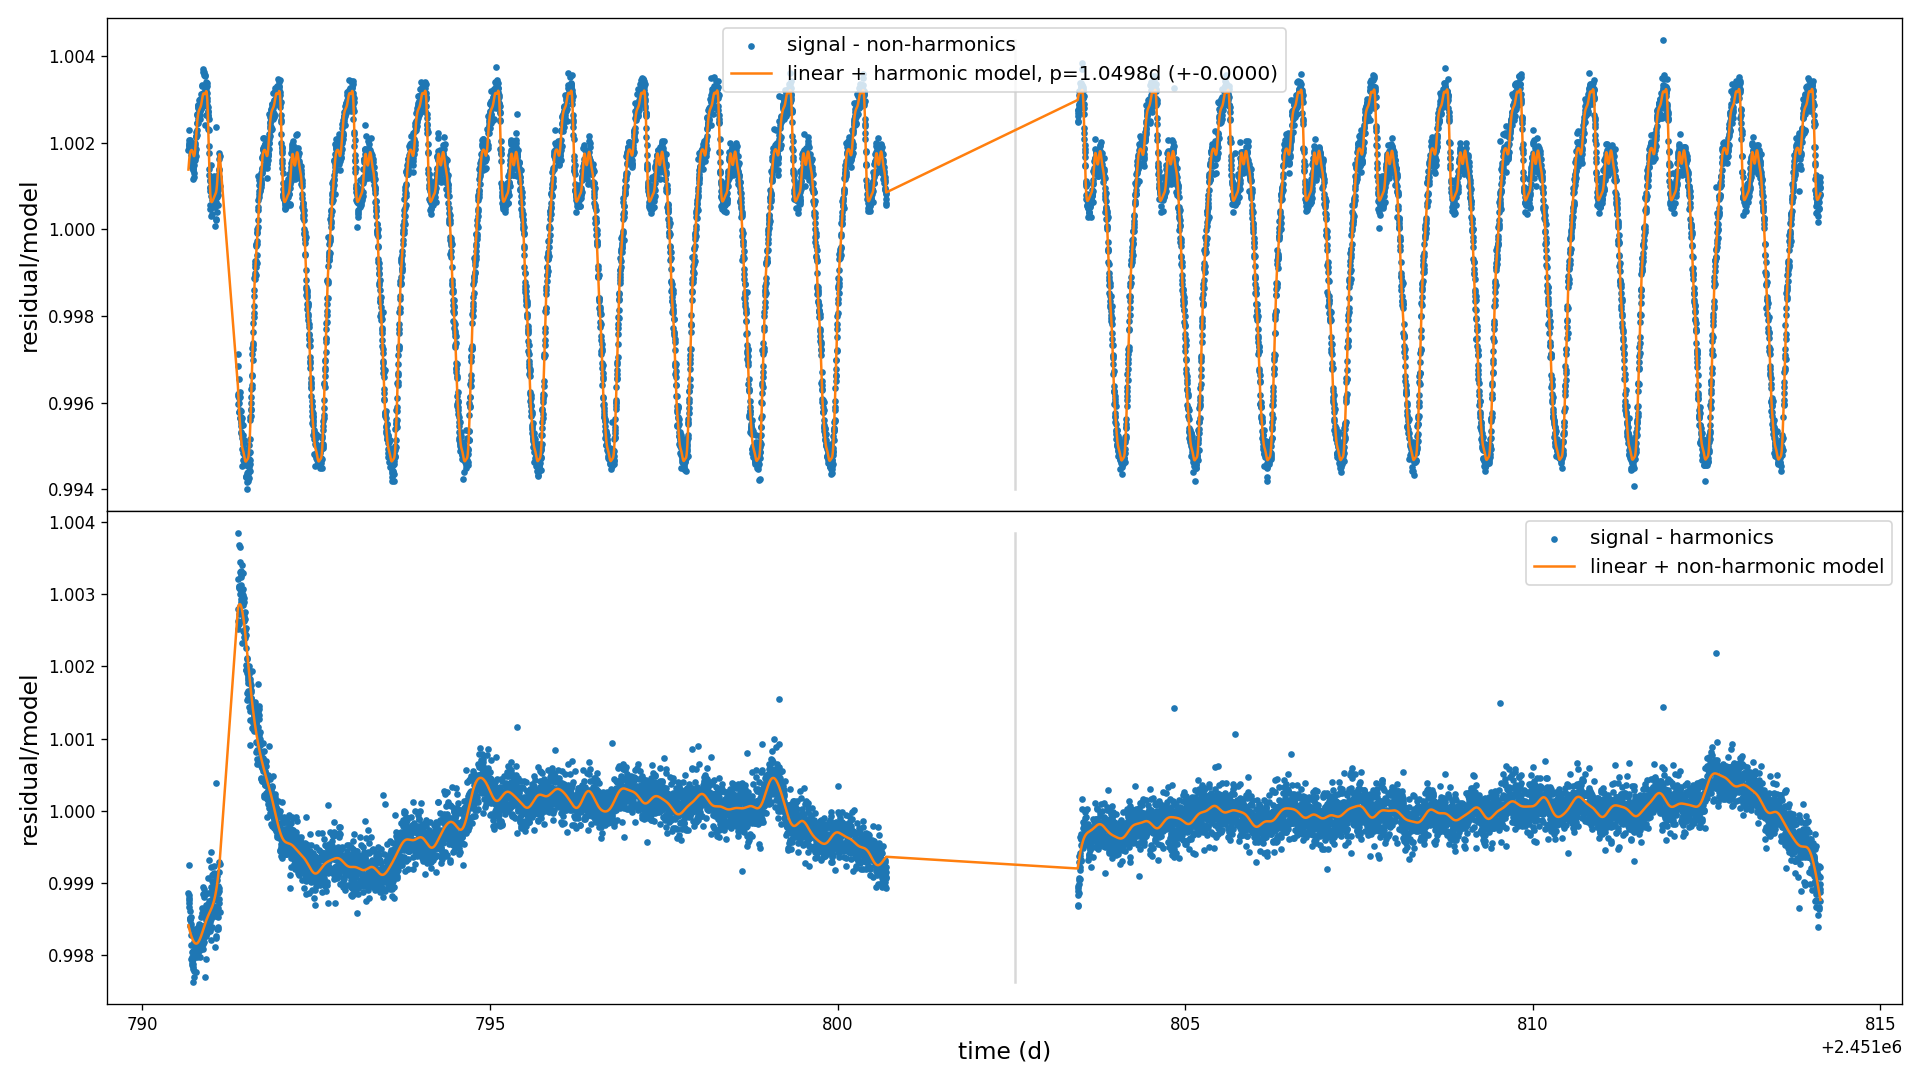 signal - non-harmonics
linear + harmonic model, p=1.0498d (+-0.0000)
1.004
1.002
1.000
0.998
0.996
0.994
residual/model
signal - harmonics
linear + non-harmonic model
1.004
1.003
1.002
1.001
1.000
0.999
0.998
residual/model
790
795
800
805
810
815
time (d)
+2.451e6